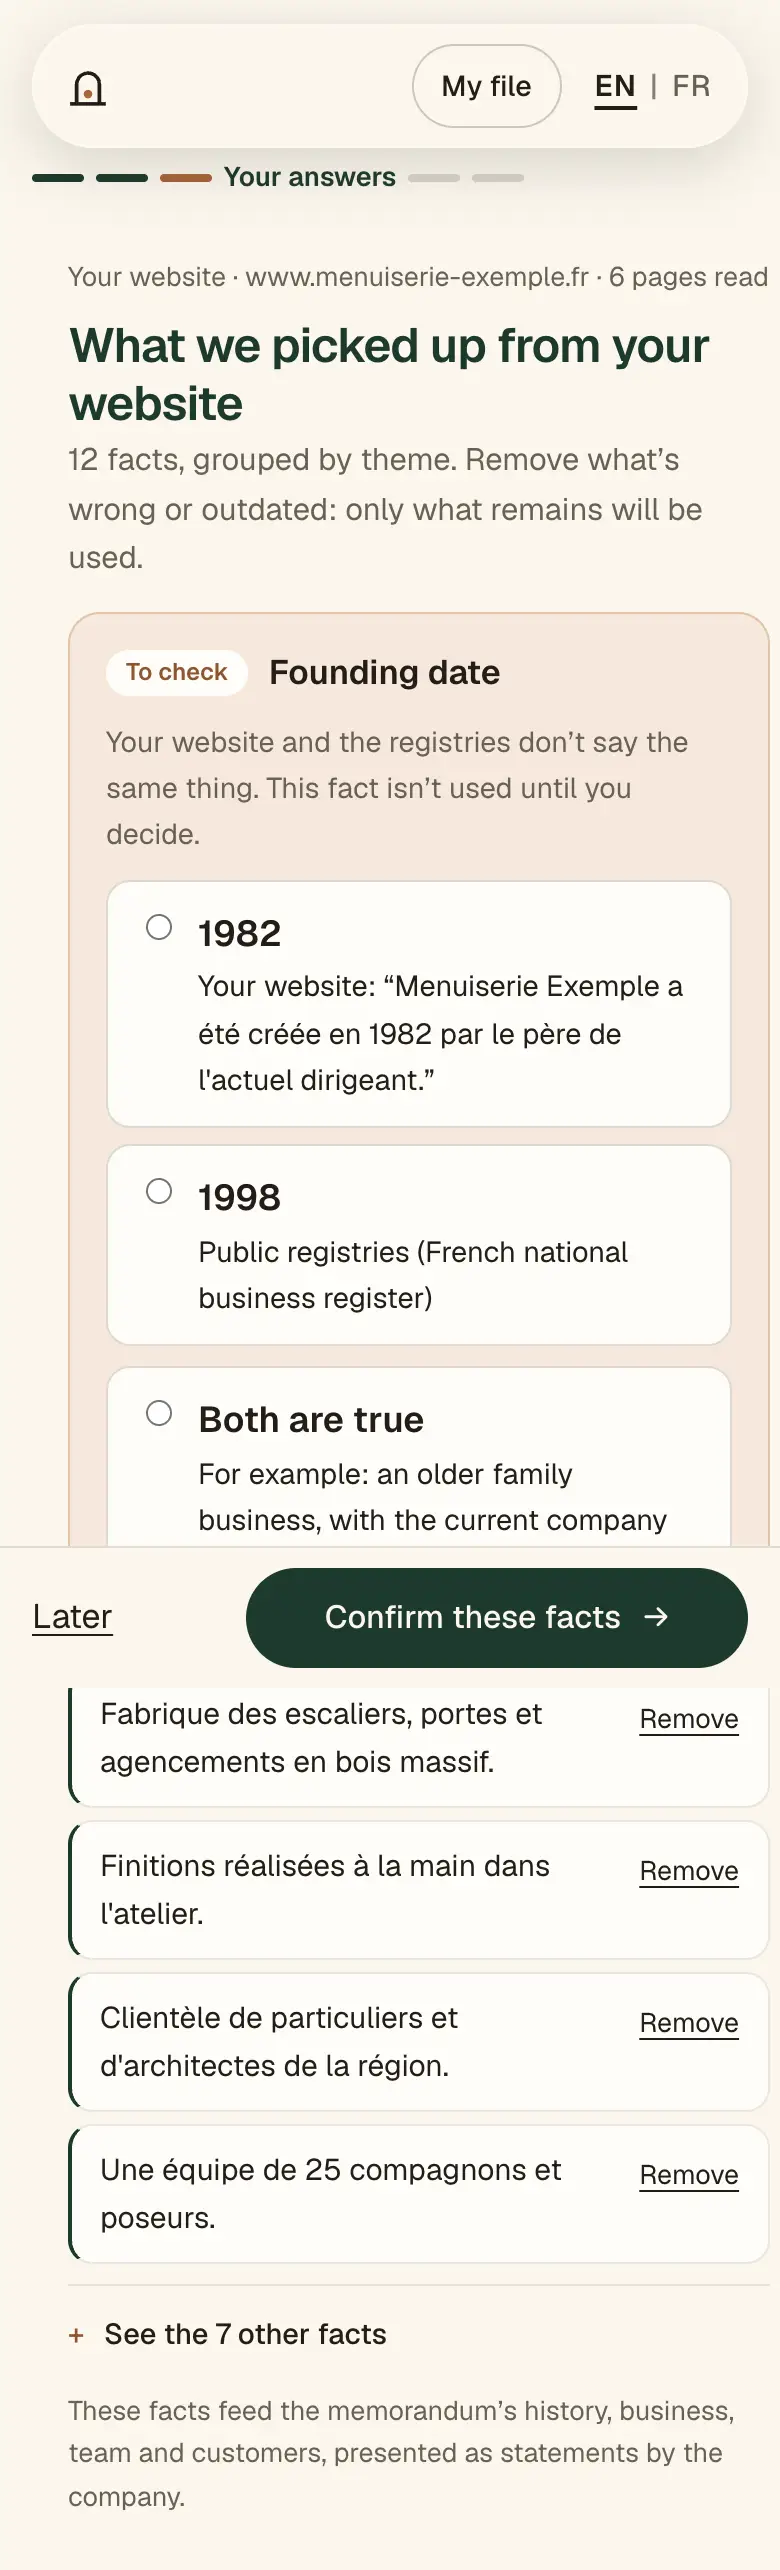 My file
EN | FR
Your answers
Your website · www.menuiserie-exemple.fr · 6 pages read
What we picked up from your
website
12 facts, grouped by theme. Remove what’s
wrong or outdated: only what remains will be
used.
To check
Founding date
Your website and the registries don’t say the
same thing. This fact isn’t used until you
decide.
1982
Your website: “Menuiserie Exemple a
été créée en 1982 par le père de
l'actuel dirigeant.”
1998
Public registries (French national
business register)
Both are true
For example: an older family
business, with the current company
Later
Confirm these facts →
Fabrique des escaliers, portes et
agencements en bois massif.
Remove
Finitions réalisées à la main dans
l'atelier.
Remove
Clientèle de particuliers et
d'architectes de la région.
Remove
Une équipe de 25 compagnons et
poseurs.
Remove
+ See the 7 other facts
These facts feed the memorandum’s history, business,
team and customers, presented as statements by the
company.